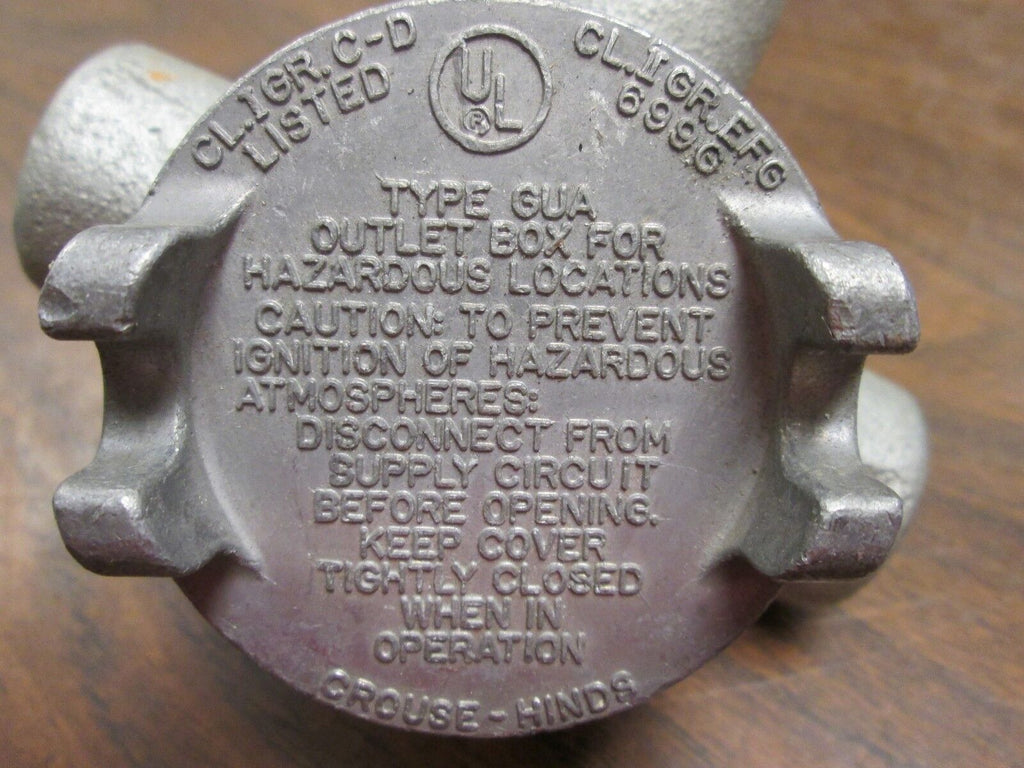 CL.I GR.C-D
LISTED
UL
®
CL.II GR.EFG
699G
TYPE GUA
OUTLET BOX FOR
HAZARDOUS LOCATIONS
CAUTION: TO PREVENT
IGNITION OF HAZARDOUS
ATMOSPHERES:
DISCONNECT FROM
SUPPLY CIRCUIT
BEFORE OPENING.
KEEP COVER
TIGHTLY CLOSED
WHEN IN
OPERATION
CROUSE-HINDS